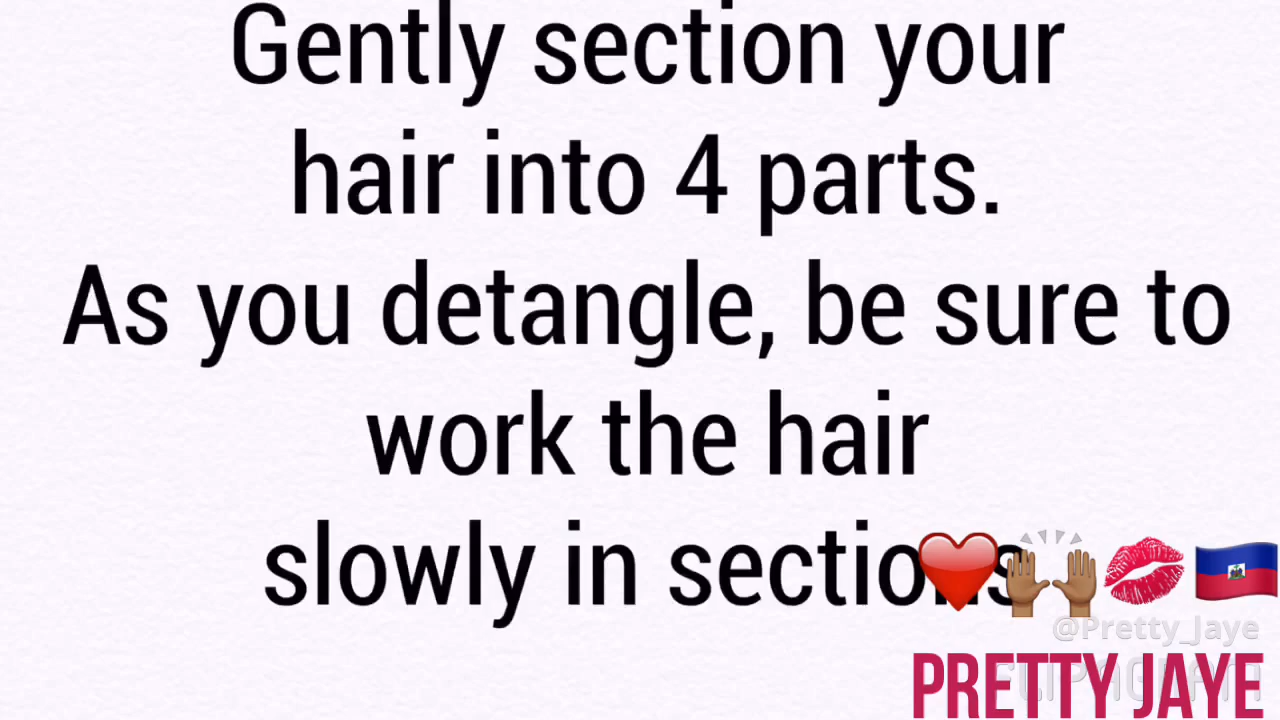 Gently section your
hair into 4 parts.
As you detangle, be sure to
work the hair
slowly in sections
@Pretty_Jaye
PRETTY JAYE